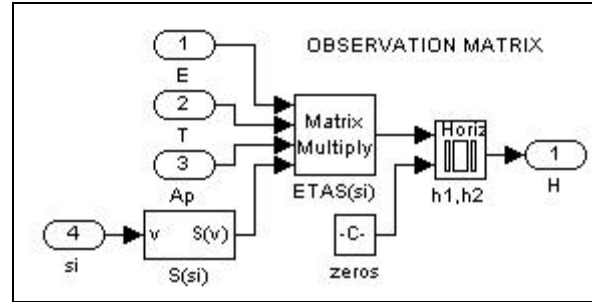 1
OBSERVATION MATRIX
E
2
T
3
Ap
Matrix
Multiply
ETAS(si)
Horiz
h1,h2
1
H
4
si
v S(v)
S(si)
-C-
zeros